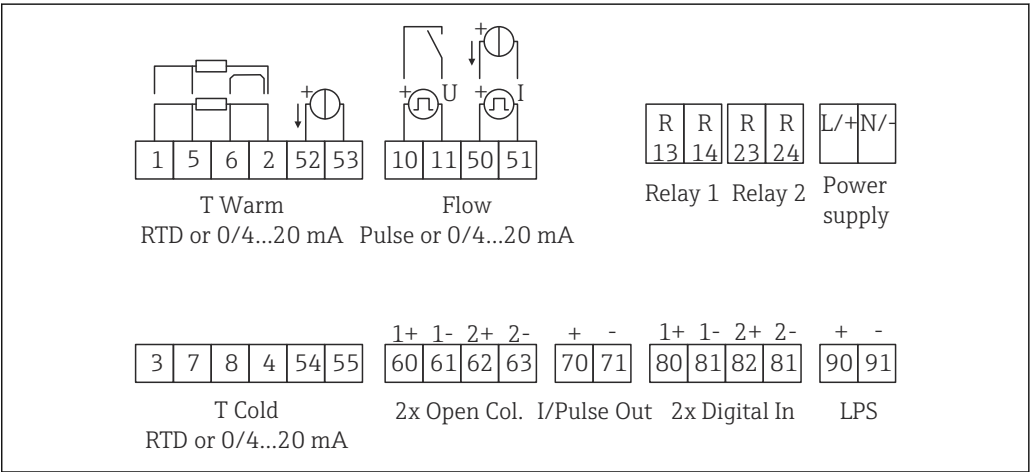 + U + I
+ + +
R R R R L/+ N/-
13 14 23 24
1 5 6 2 52 53 10 11 50 51
Relay 1 Relay 2 Power
supply
T Warm Flow
RTD or 0/4...20 mA Pulse or 0/4...20 mA
1+ 1- 2+ 2- + - 1+ 1- 2+ 2- + -
3 7 8 4 54 55 60 61 62 63 70 71 80 81 82 81 90 91
T Cold 2x Open Col. I/Pulse Out 2x Digital In LPS
RTD or 0/4...20 mA